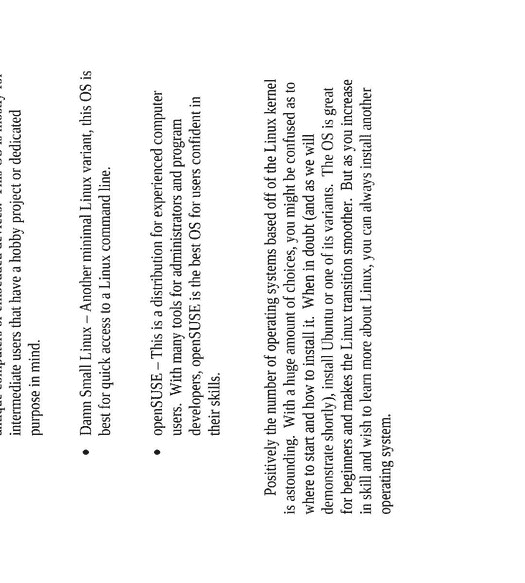 intermediate users that have a hobby project or dedicated
purpose in mind.
• Damn Small Linux – Another minimal Linux variant, this OS is
best for quick access to a Linux command line.
• openSUSE – This is a distribution for experienced computer
users. With many tools for administrators and program
developers, openSUSE is the best OS for users confident in
their skills.
Positively the number of operating systems based off of the Linux kernel
is astounding. With a huge amount of choices, you might be confused as to
where to start and how to install it. When in doubt (and as we will
demonstrate shortly), install Ubuntu or one of its variants. The OS is great
for beginners and makes the Linux transition smoother. But as you increase
in skill and wish to learn more about Linux, you can always install another
operating system.